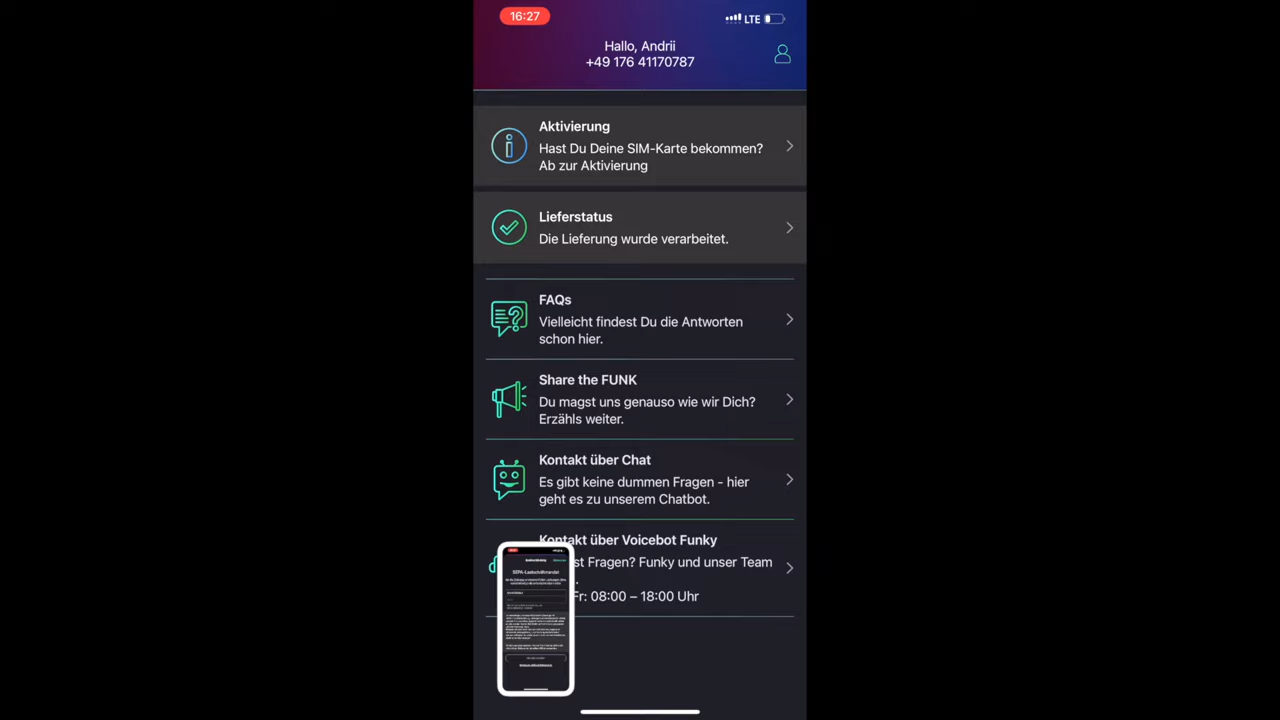 16:27
LTE
Hallo, Andrii
+49 176 41170787
Aktivierung
Hast Du Deine SIM-Karte bekommen?
Ab zur Aktivierung
Lieferstatus
Die Lieferung wurde verarbeitet.
FAQs
Vielleicht findest Du die Antworten
schon hier.
Share the FUNK
Du magst uns genauso wie wir Dich?
Erzähls weiter.
Kontakt über Chat
Es gibt keine dummen Fragen - hier
geht es zu unserem Chatbot.
Kontakt über Voicebot Funky
st Fragen? Funky und unser Team
Fr: 08:00 – 18:00 Uhr
SEPA-Lastschriftmandat